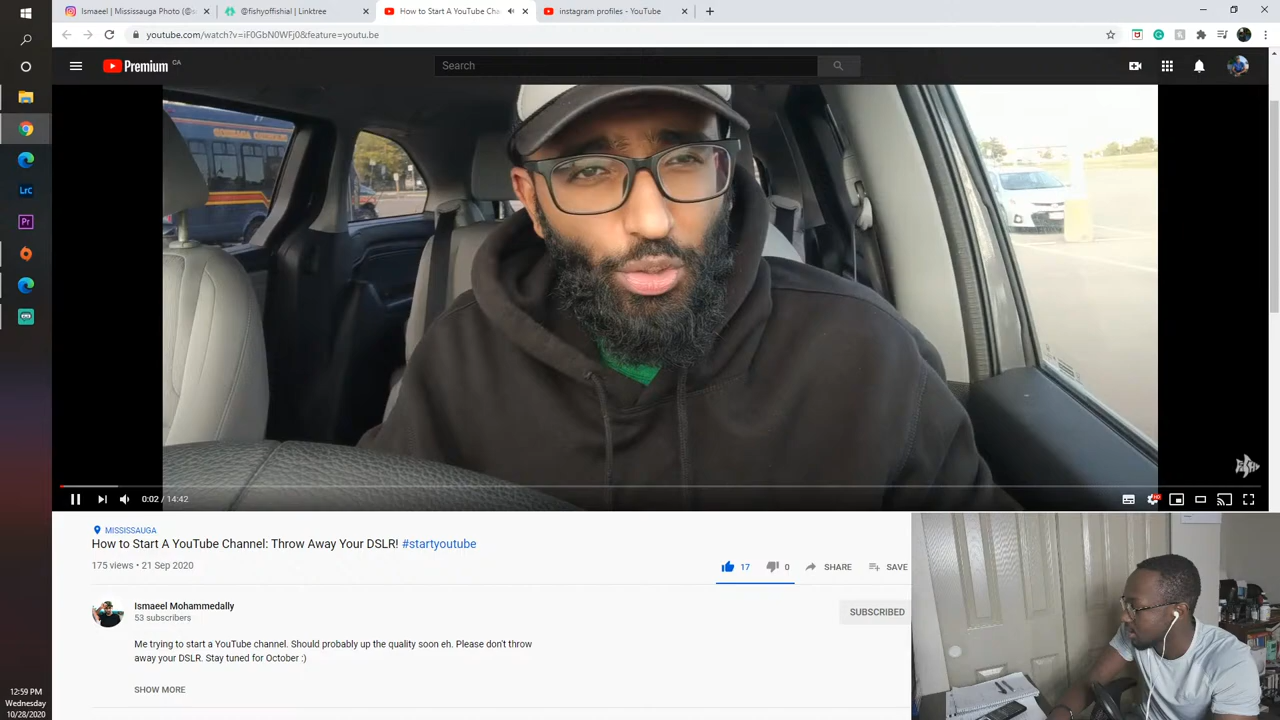 Ismaeel | Mississauga Photo (@s
@fishyoffishial | Linktree
How to Start A YouTube Cha
instagram profiles - YouTube
youtube.com/watch?v=iF0GbN0WFj0&feature=youtu.be
Premium CA
Search
LrC
Pr
0:02 / 14:42
HD
MISSISSAUGA
How to Start A YouTube Channel: Throw Away Your DSLR! #startyoutube
175 views • 21 Sep 2020
17
0
SHARE
SAVE
Ismaeel Mohammedally
53 subscribers
SUBSCRIBED
Me trying to start a YouTube channel. Should probably up the quality soon eh. Please don't throw
away your DSLR. Stay tuned for October :)
SHOW MORE
12:59 PM
Wednesday
10/28/2020